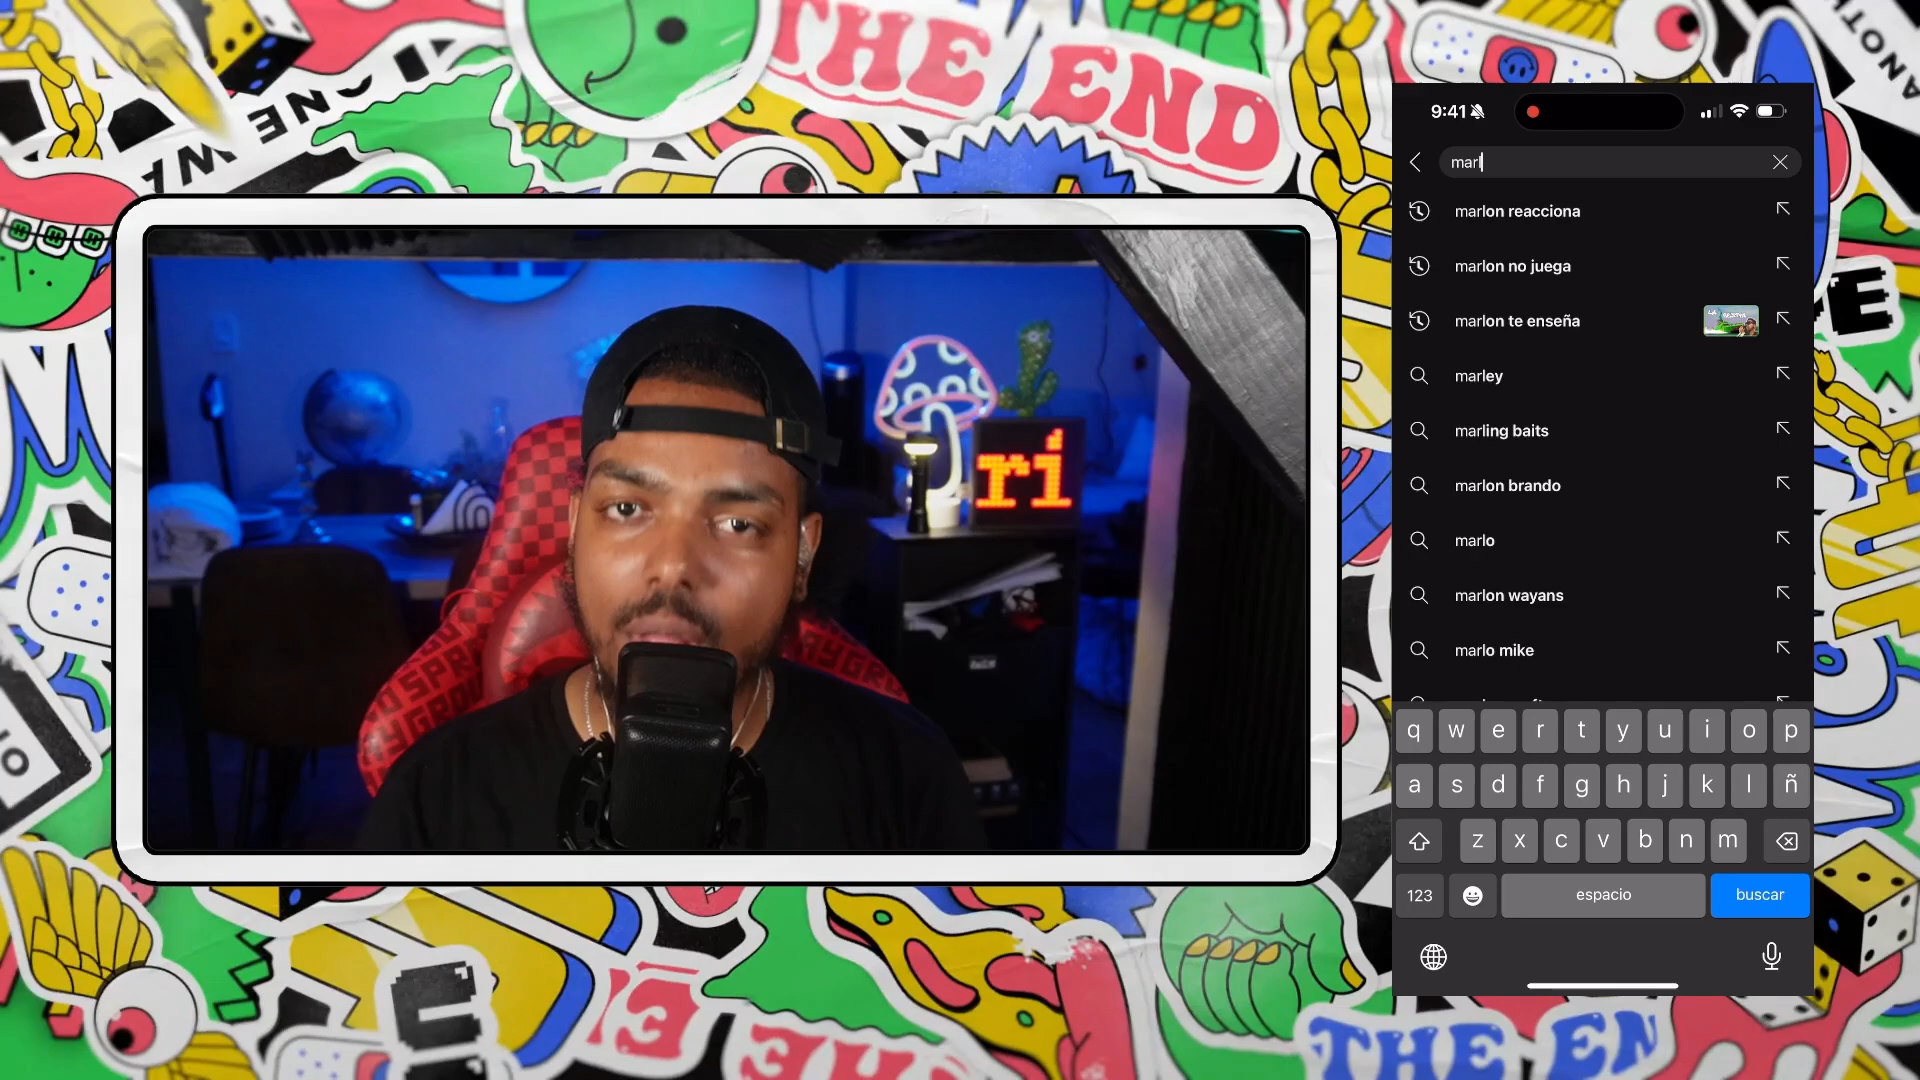 THE END
9:41
marl
marlon reacciona
marlon no juega
marlon te enseña
marley
marling baits
marlon brando
marlo
marlon wayans
marlo mike
ri
q w e r t y u i o p
a s d f g h j k l ñ
z x c v b n m
123 espacio buscar
THE EN